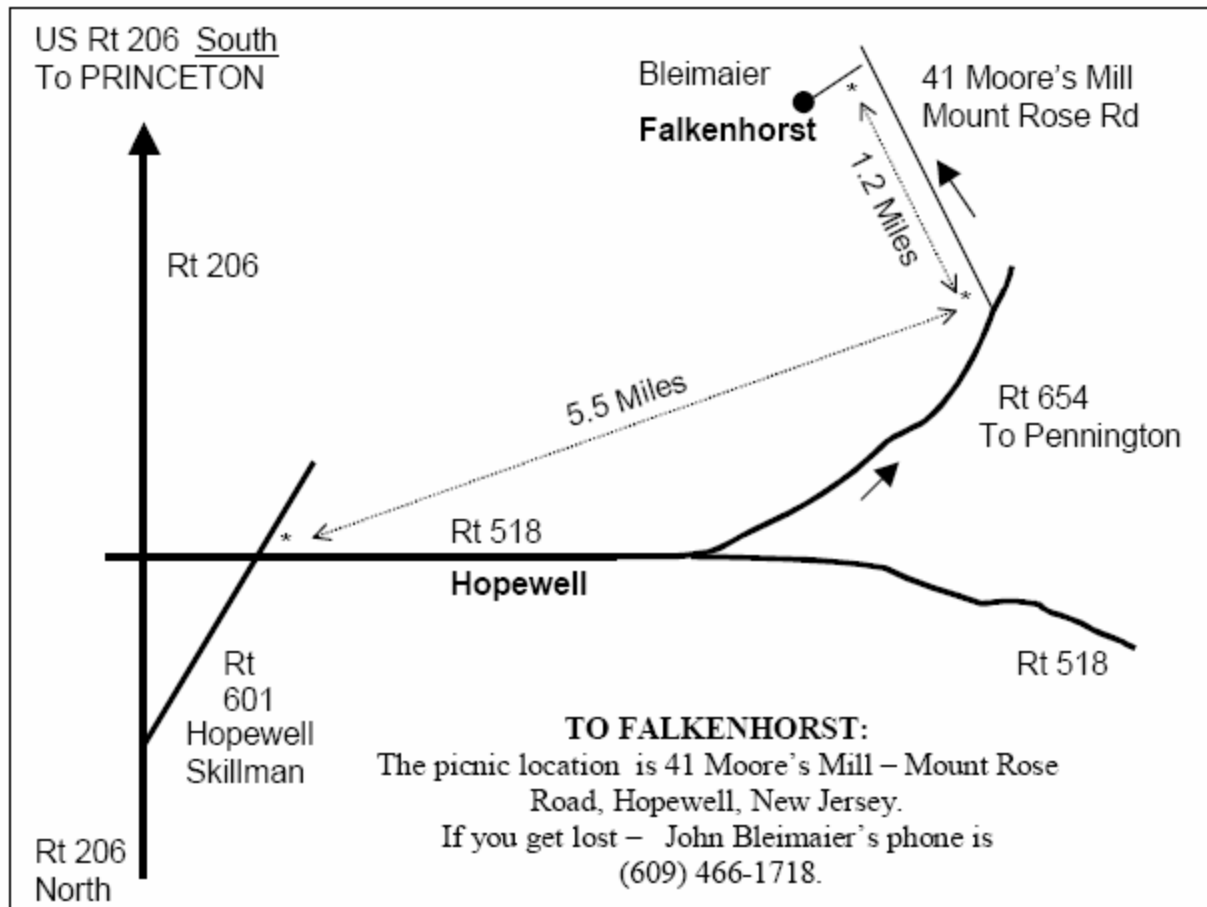 US Rt 206 South
To PRINCETON
Bleimaier
Falkenhorst
41 Moore's Mill
Mount Rose Rd
*
1.2 Miles
Rt 206
*
5.5 Miles
Rt 654
To Pennington
*
Rt 518
Hopewell
Rt 518
Rt
601
Hopewell
Skillman
Rt 206
North
TO FALKENHORST:
The picnic location  is 41 Moore’s Mill – Mount Rose
Road, Hopewell, New Jersey.
If you get lost –   John Bleimaier’s phone is
(609) 466-1718.